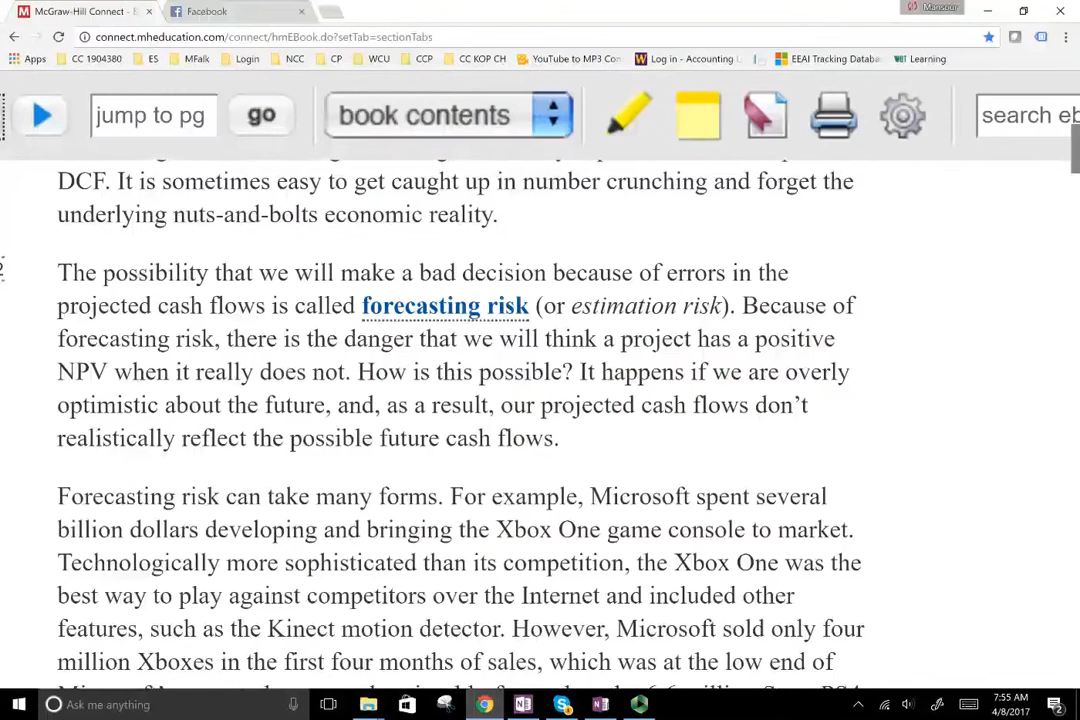 McGraw-Hill Connect - E
Facebook
Mansour
connect.mheducation.com/connect/hmEBook.do?setTab=sectionTabs
Apps CC 1904380 ES MFalk Login NCC CP WCU CCP CC KOP CH YouTube to MP3 Con Log in - Accounting L EEAI Tracking Databa Learning
jump to pg go book contents search eb
DCF. It is sometimes easy to get caught up in number crunching and forget the
underlying nuts-and-bolts economic reality.
The possibility that we will make a bad decision because of errors in the
projected cash flows is called forecasting risk (or estimation risk). Because of
forecasting risk, there is the danger that we will think a project has a positive
NPV when it really does not. How is this possible? It happens if we are overly
optimistic about the future, and, as a result, our projected cash flows don’t
realistically reflect the possible future cash flows.
Forecasting risk can take many forms. For example, Microsoft spent several
billion dollars developing and bringing the Xbox One game console to market.
Technologically more sophisticated than its competition, the Xbox One was the
best way to play against competitors over the Internet and included other
features, such as the Kinect motion detector. However, Microsoft sold only four
million Xboxes in the first four months of sales, which was at the low end of
Ask me anything
7:55 AM
4/8/2017